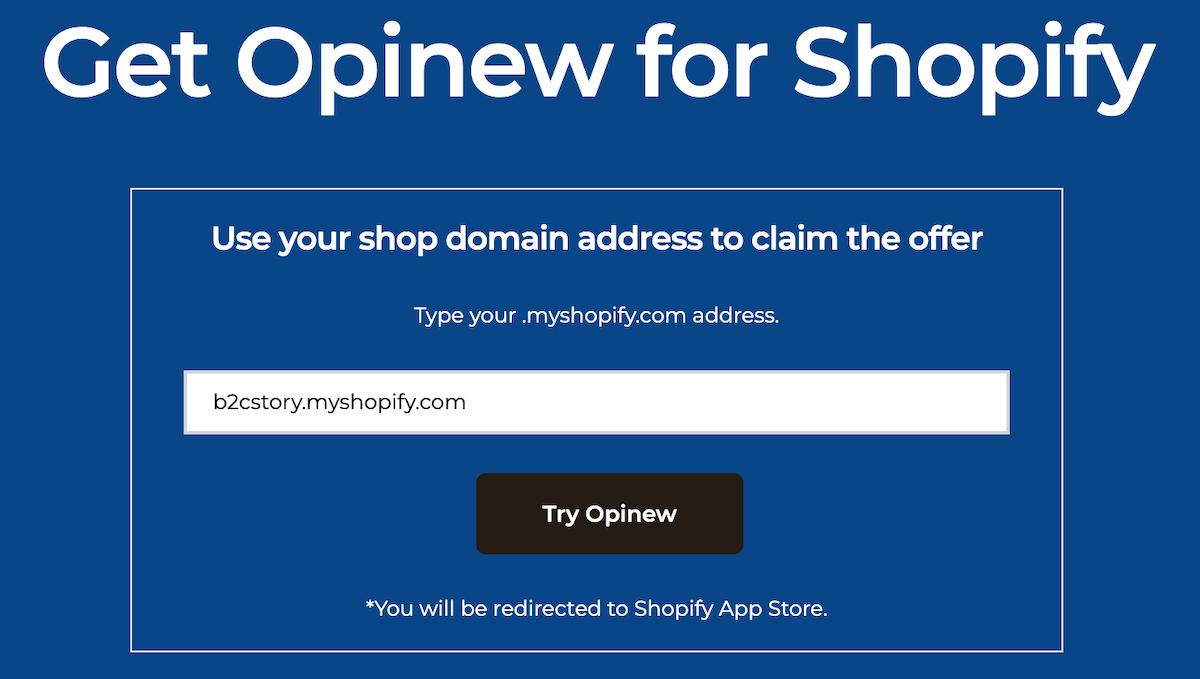 Get Opinew for Shopify
Use your shop domain address to claim the offer
Type your .myshopify.com address.
b2cstory.myshopify.com
Try Opinew
*You will be redirected to Shopify App Store.